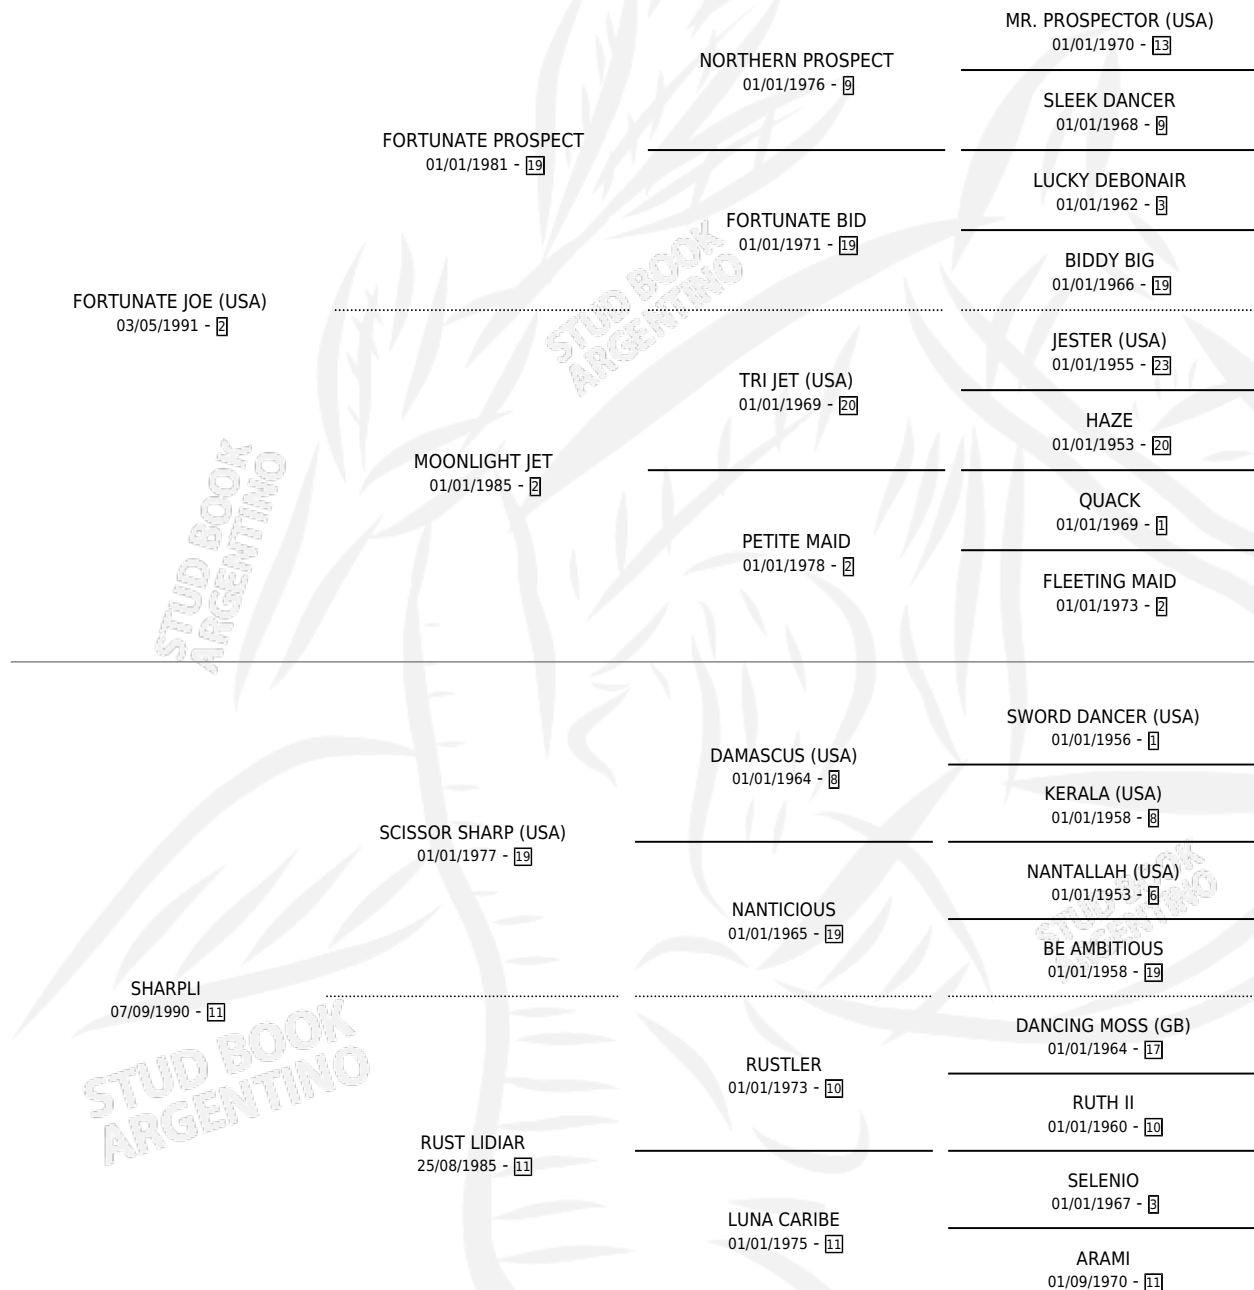 MR. PROSPECTOR (USA)
01/01/1970 - 13
NORTHERN PROSPECT
01/01/1976 - 9
SLEEK DANCER
01/01/1968 - 9
FORTUNATE PROSPECT
01/01/1981 - 19
LUCKY DEBONAIR
01/01/1962 - 3
FORTUNATE BID
01/01/1971 - 19
BIDDY BIG
01/01/1966 - 19
FORTUNATE JOE (USA)
03/05/1991 - 2
JESTER (USA)
01/01/1955 - 23
TRI JET (USA)
01/01/1969 - 20
HAZE
01/01/1953 - 20
MOONLIGHT JET
01/01/1985 - 2
QUACK
01/01/1969 - 1
PETITE MAID
01/01/1978 - 2
FLEETING MAID
01/01/1973 - 2
SWORD DANCER (USA)
01/01/1956 - 1
DAMASCUS (USA)
01/01/1964 - 8
KERALA (USA)
01/01/1958 - 8
SCISSOR SHARP (USA)
01/01/1977 - 19
NANTALLAH (USA)
01/01/1953 - 6
NANTICIOUS
01/01/1965 - 19
BE AMBITIOUS
01/01/1958 - 19
SHARPLI
07/09/1990 - 11
DANCING MOSS (GB)
01/01/1964 - 17
RUSTLER
01/01/1973 - 10
RUTH II
01/01/1960 - 10
RUST LIDIAR
25/08/1985 - 11
SELENIO
01/01/1967 - 3
LUNA CARIBE
01/01/1975 - 11
ARAMI
01/09/1970 - 11
STUD BOOK
ARGENTINO
STUD BOOK
ARGENTINO
STUD BOOK
ARGENTINO
STUD BOOK
ARGENTINO